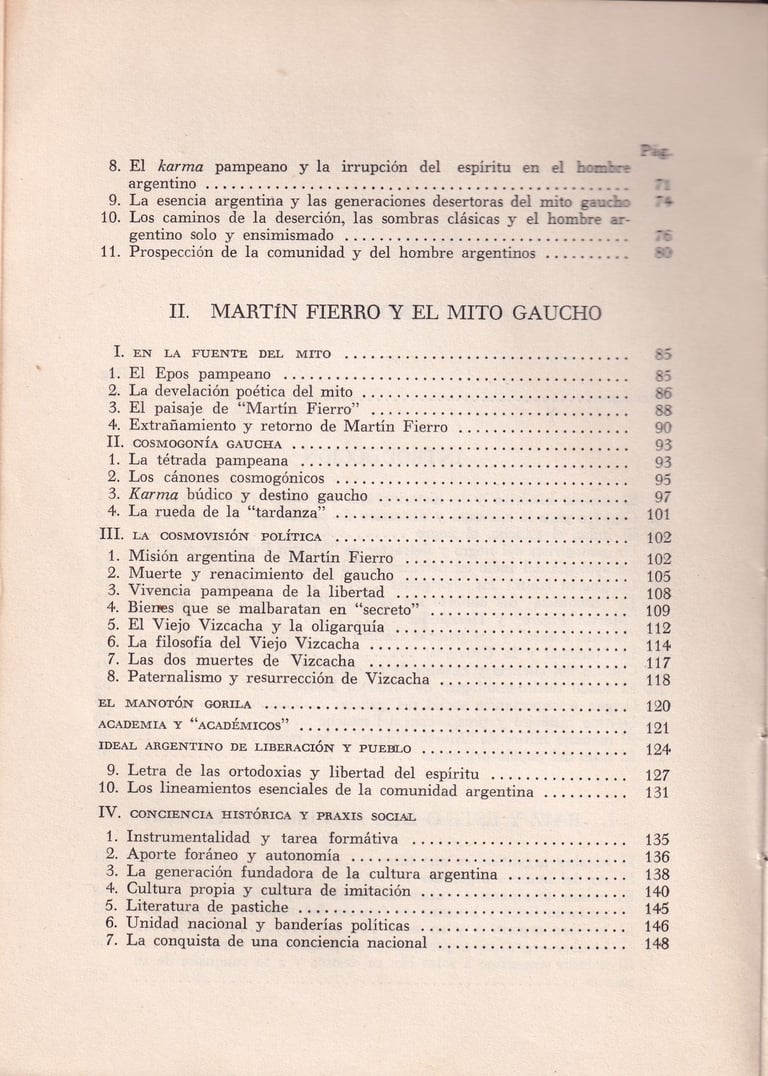 Pág.
8. El karma pampeano y la irrupción del espíritu en el hombre
argentino ........ 71
9. La esencia argentina y las generaciones desertoras del mito gaucho 74
10. Los caminos de la deserción, las sombras clásicas y el hombre ar-
gentino solo y ensimismado ........ 76
11. Prospección de la comunidad y del hombre argentinos ........ 80
II. MARTÍN FIERRO Y EL MITO GAUCHO
I. EN LA FUENTE DEL MITO ........ 85
1. El Epos pampeano ........ 85
2. La develación poética del mito ........ 86
3. El paisaje de "Martín Fierro" ........ 88
4. Extrañamiento y retorno de Martín Fierro ........ 90
II. COSMOGONÍA GAUCHA ........ 93
1. La tétrada pampeana ........ 93
2. Los cánones cosmogónicos ........ 95
3. Karma búdico y destino gaucho ........ 97
4. La rueda de la "tardanza" ........ 101
III. LA COSMOVISIÓN POLÍTICA ........ 102
1. Misión argentina de Martín Fierro ........ 102
2. Muerte y renacimiento del gaucho ........ 105
3. Vivencia pampeana de la libertad ........ 108
4. Bienes que se malbaratan en "secreto" ........ 109
5. El Viejo Vizcacha y la oligarquía ........ 112
6. La filosofía del Viejo Vizcacha ........ 114
7. Las dos muertes de Vizcacha ........ 117
8. Paternalismo y resurrección de Vizcacha ........ 118
EL MANOTÓN GORILA ........ 120
ACADEMIA Y "ACADÉMICOS" ........ 121
IDEAL ARGENTINO DE LIBERACIÓN Y PUEBLO ........ 124
9. Letra de las ortodoxias y libertad del espíritu ........ 127
10. Los lineamientos esenciales de la comunidad argentina ........ 131
IV. CONCIENCIA HISTÓRICA Y PRAXIS SOCIAL
1. Instrumentalidad y tarea formátiva ........ 135
2. Aporte foráneo y autonomía ........ 136
3. La generación fundadora de la cultura argentina ........ 138
4. Cultura propia y cultura de imitación ........ 140
5. Literatura de pastiche ........ 145
6. Unidad nacional y banderías políticas ........ 146
7. La conquista de una conciencia nacional ........ 148